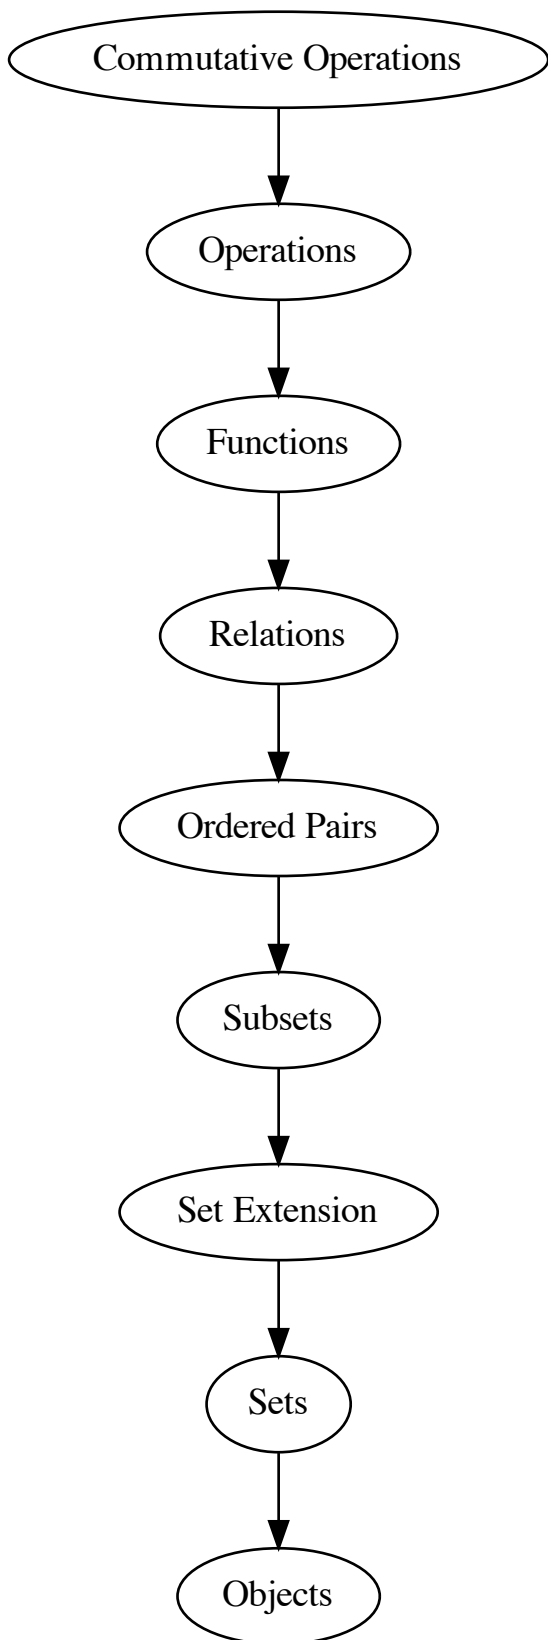 Commutative Operations
Operations
Functions
Relations
Ordered Pairs
Subsets
Set Extension
Sets
Objects